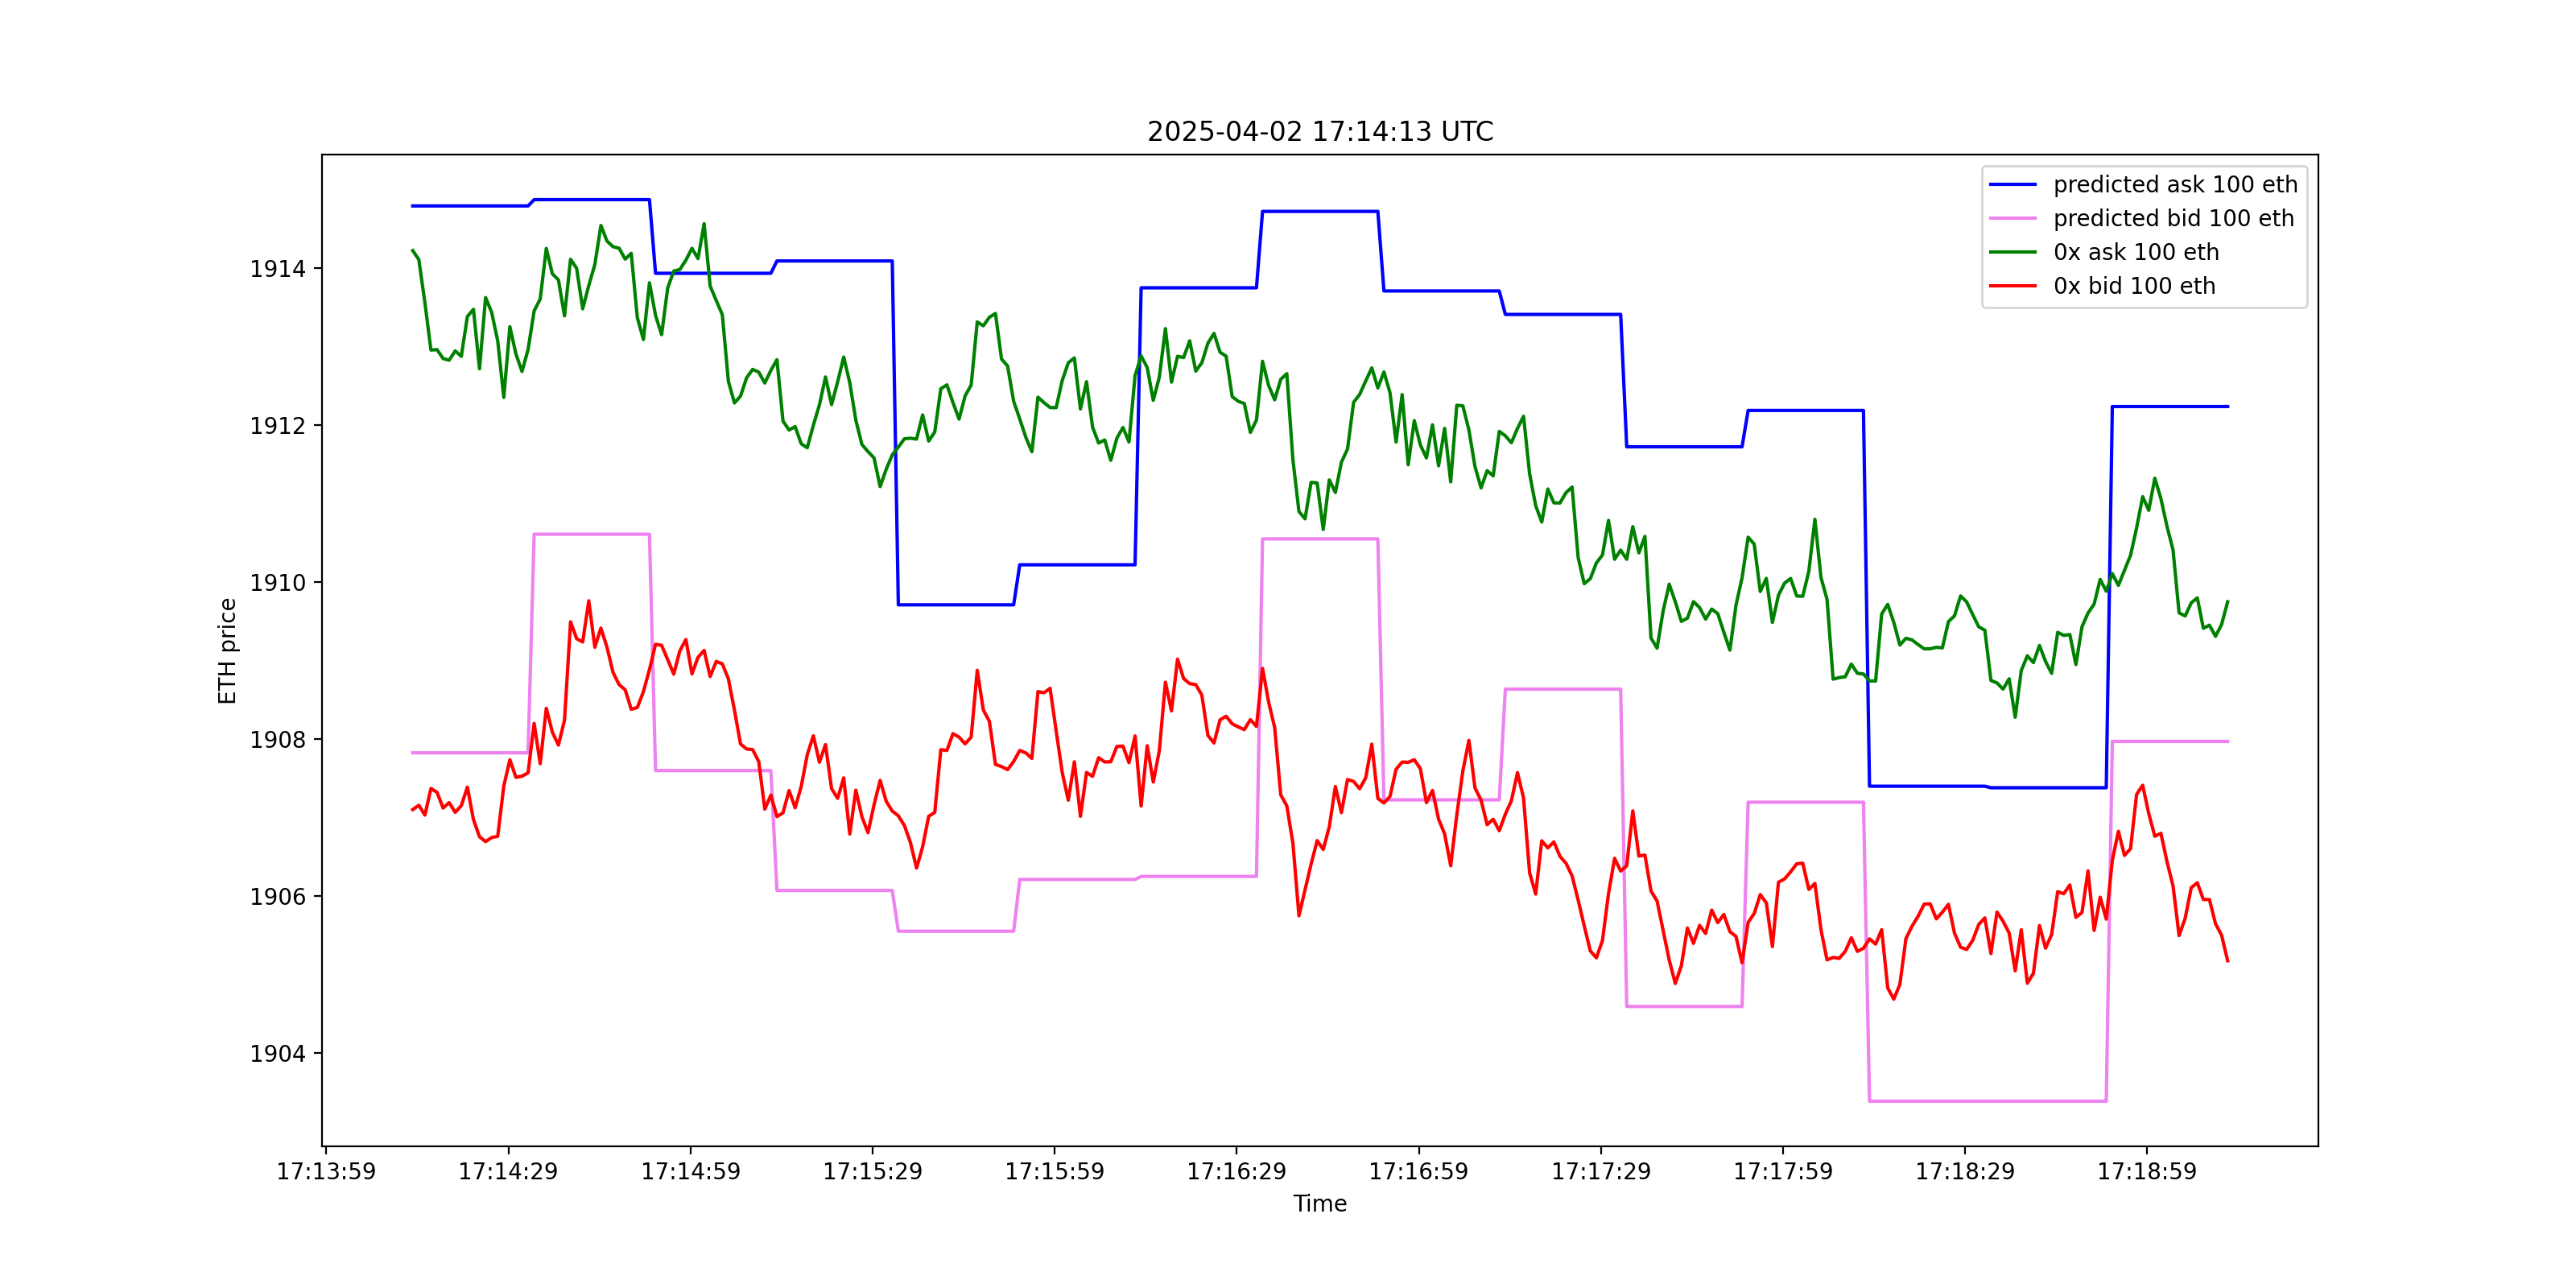 2025-04-02 17:14:13 UTC
predicted ask 100 eth
predicted bid 100 eth
0x ask 100 eth
0x bid 100 eth
ETH price
1914
1912
1910
1908
1906
1904
17:13:59 17:14:29 17:14:59 17:15:29 17:15:59 17:16:29 17:16:59 17:17:29 17:17:59 17:18:29 17:18:59
Time